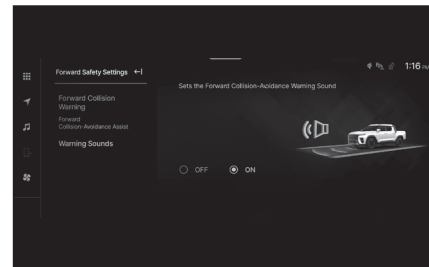 Forward Safety Settings
1:16 PM
Sets the Forward Collision-Avoidance Warning Sound
Forward Collision
Warning
Forward
Collision-Avoidance Assist
Warning Sounds
OFF
ON